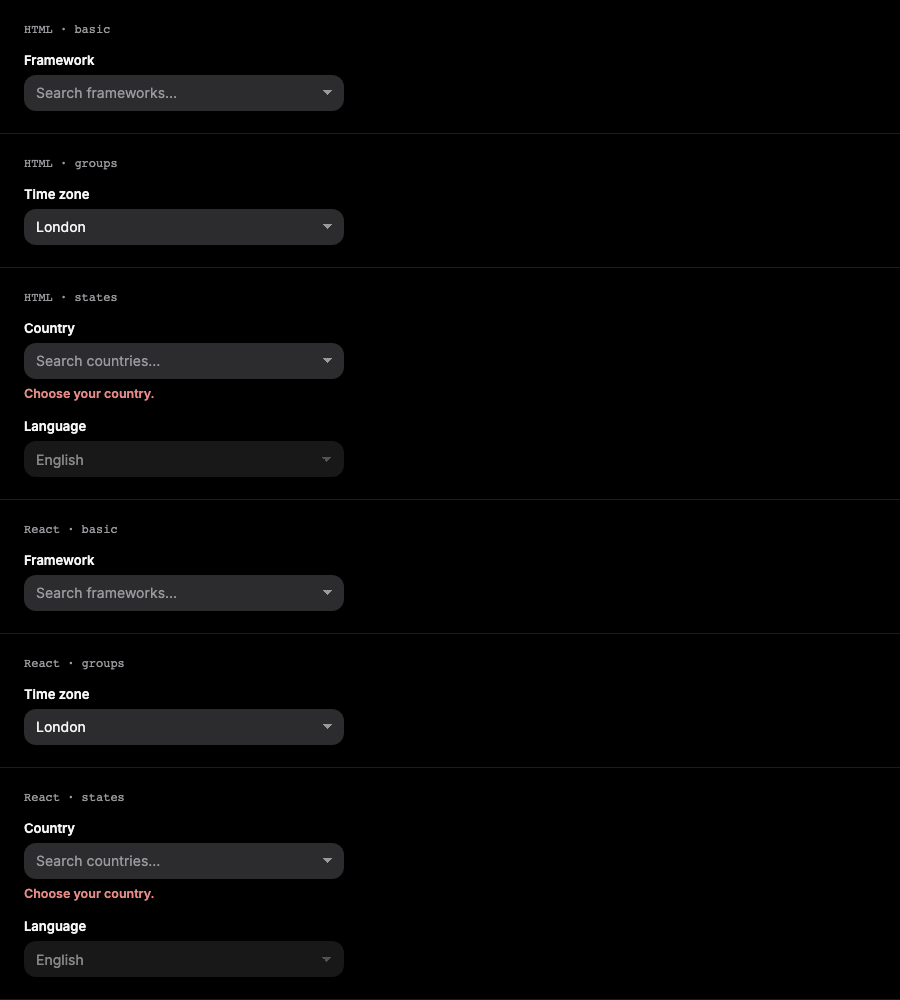 HTML · basic
Framework
Search frameworks...
HTML · groups
Time zone
London
HTML · states
Country
Search countries...
Choose your country.
Language
English
React · basic
Framework
Search frameworks...
React · groups
Time zone
London
React · states
Country
Search countries...
Choose your country.
Language
English